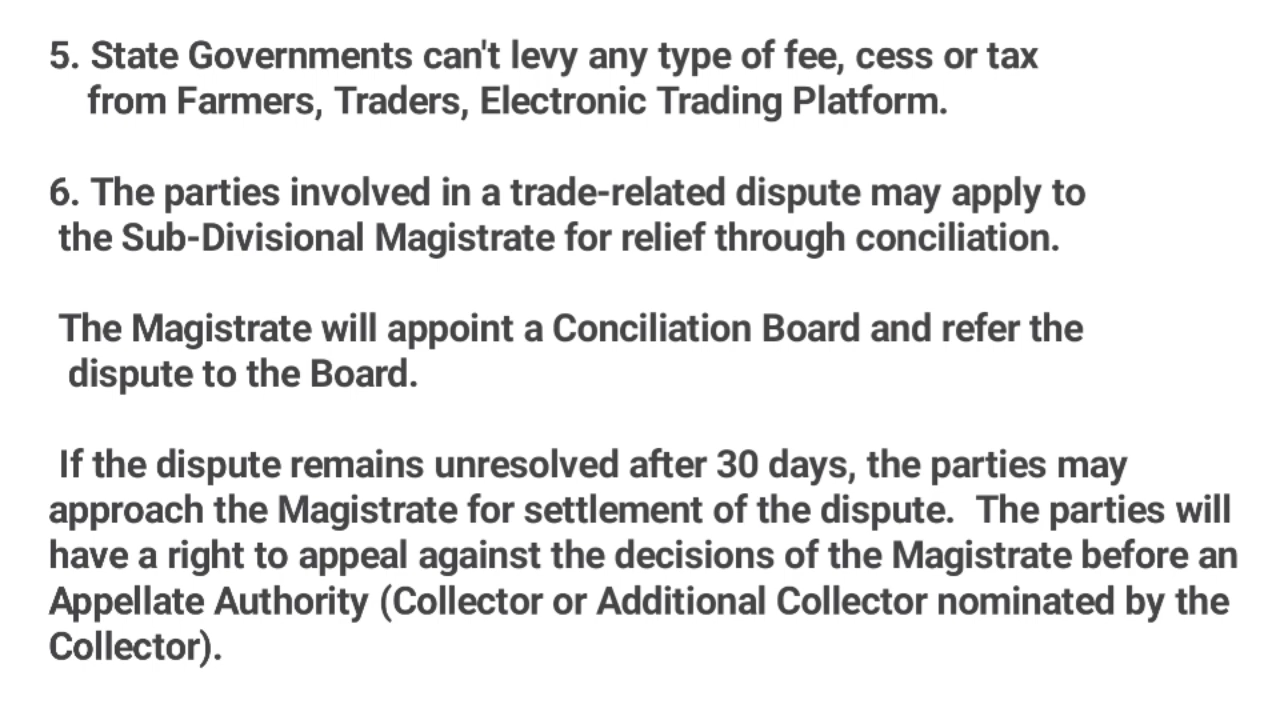 5. State Governments can't levy any type of fee, cess or tax
from Farmers, Traders, Electronic Trading Platform.
6. The parties involved in a trade-related dispute may apply to
the Sub-Divisional Magistrate for relief through conciliation.
The Magistrate will appoint a Conciliation Board and refer the
dispute to the Board.
If the dispute remains unresolved after 30 days, the parties may
approach the Magistrate for settlement of the dispute.  The parties will
have a right to appeal against the decisions of the Magistrate before an
Appellate Authority (Collector or Additional Collector nominated by the
Collector).